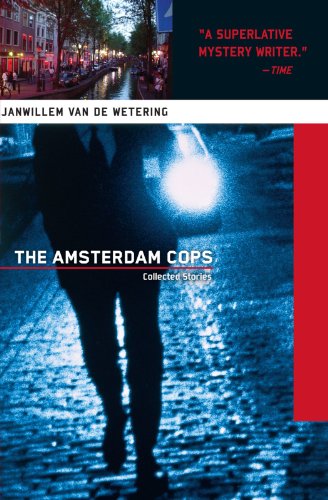 "A SUPERLATIVE
MYSTERY WRITER."
—TIME
JANWILLEM VAN DE WETERING
THE AMSTERDAM COPS
Collected Stories